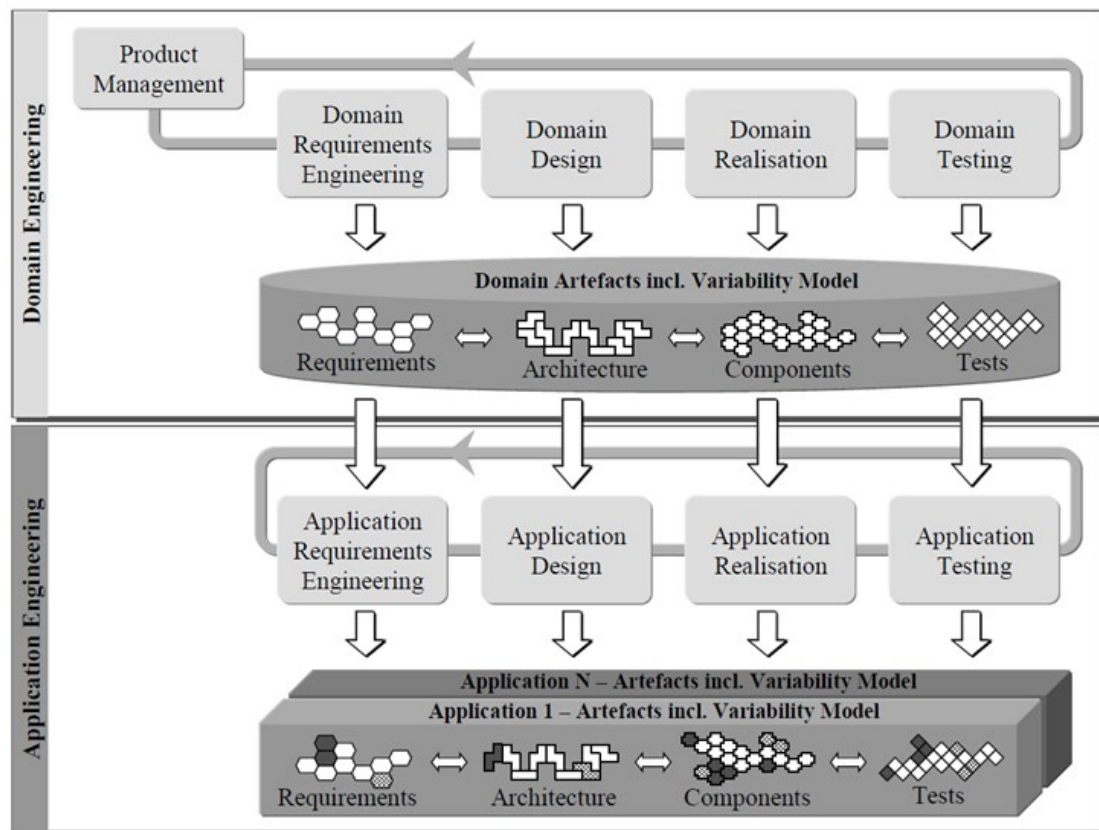 Domain Engineering
Product
Management
Domain
Requirements
Engineering
Domain
Design
Domain
Realisation
Domain
Testing
Domain Artefacts incl. Variability Model
Requirements
Architecture
Components
Tests
Application Engineering
Application
Requirements
Engineering
Application
Design
Application
Realisation
Application
Testing
Application N – Artefacts incl. Variability Model
Application 1 – Artefacts incl. Variability Model
Requirements
Architecture
Components
Tests